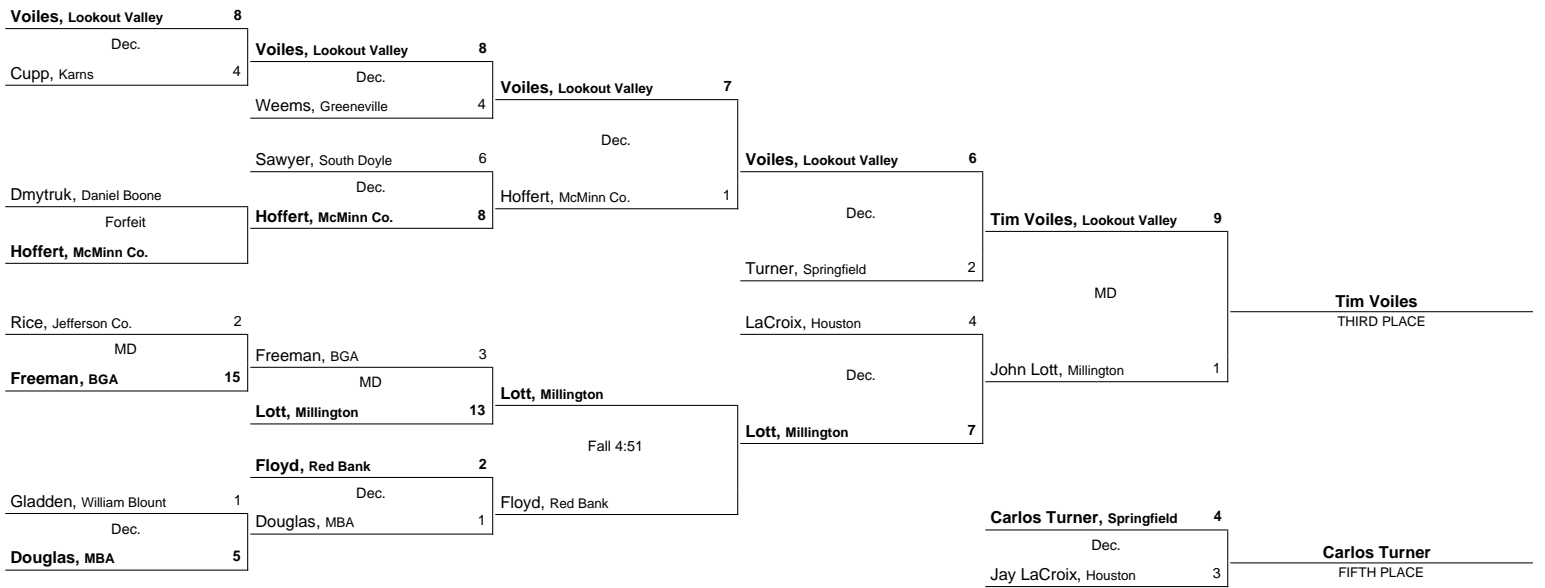 Voiles, Lookout Valley 8
Dec.
Cupp, Karns 4
Dmytruk, Daniel Boone
Forfeit
Hoffert, McMinn Co.
Rice, Jefferson Co. 2
MD
Freeman, BGA 15
Gladden, William Blount 1
Dec.
Douglas, MBA 5
Voiles, Lookout Valley 8
Dec.
Weems, Greeneville 4
Sawyer, South Doyle 6
Dec.
Hoffert, McMinn Co. 8
Freeman, BGA 3
MD
Lott, Millington 13
Floyd, Red Bank 2
Dec.
Douglas, MBA 1
Voiles, Lookout Valley 7
Dec.
Hoffert, McMinn Co. 1
Lott, Millington
Fall 4:51
Floyd, Red Bank
Voiles, Lookout Valley 6
Dec.
Turner, Springfield 2
LaCroix, Houston 4
Dec.
Lott, Millington 7
Tim Voiles, Lookout Valley 9
MD
John Lott, Millington 1
Tim Voiles
THIRD PLACE
Carlos Turner, Springfield 4
Dec.
Jay LaCroix, Houston 3
Carlos Turner
FIFTH PLACE